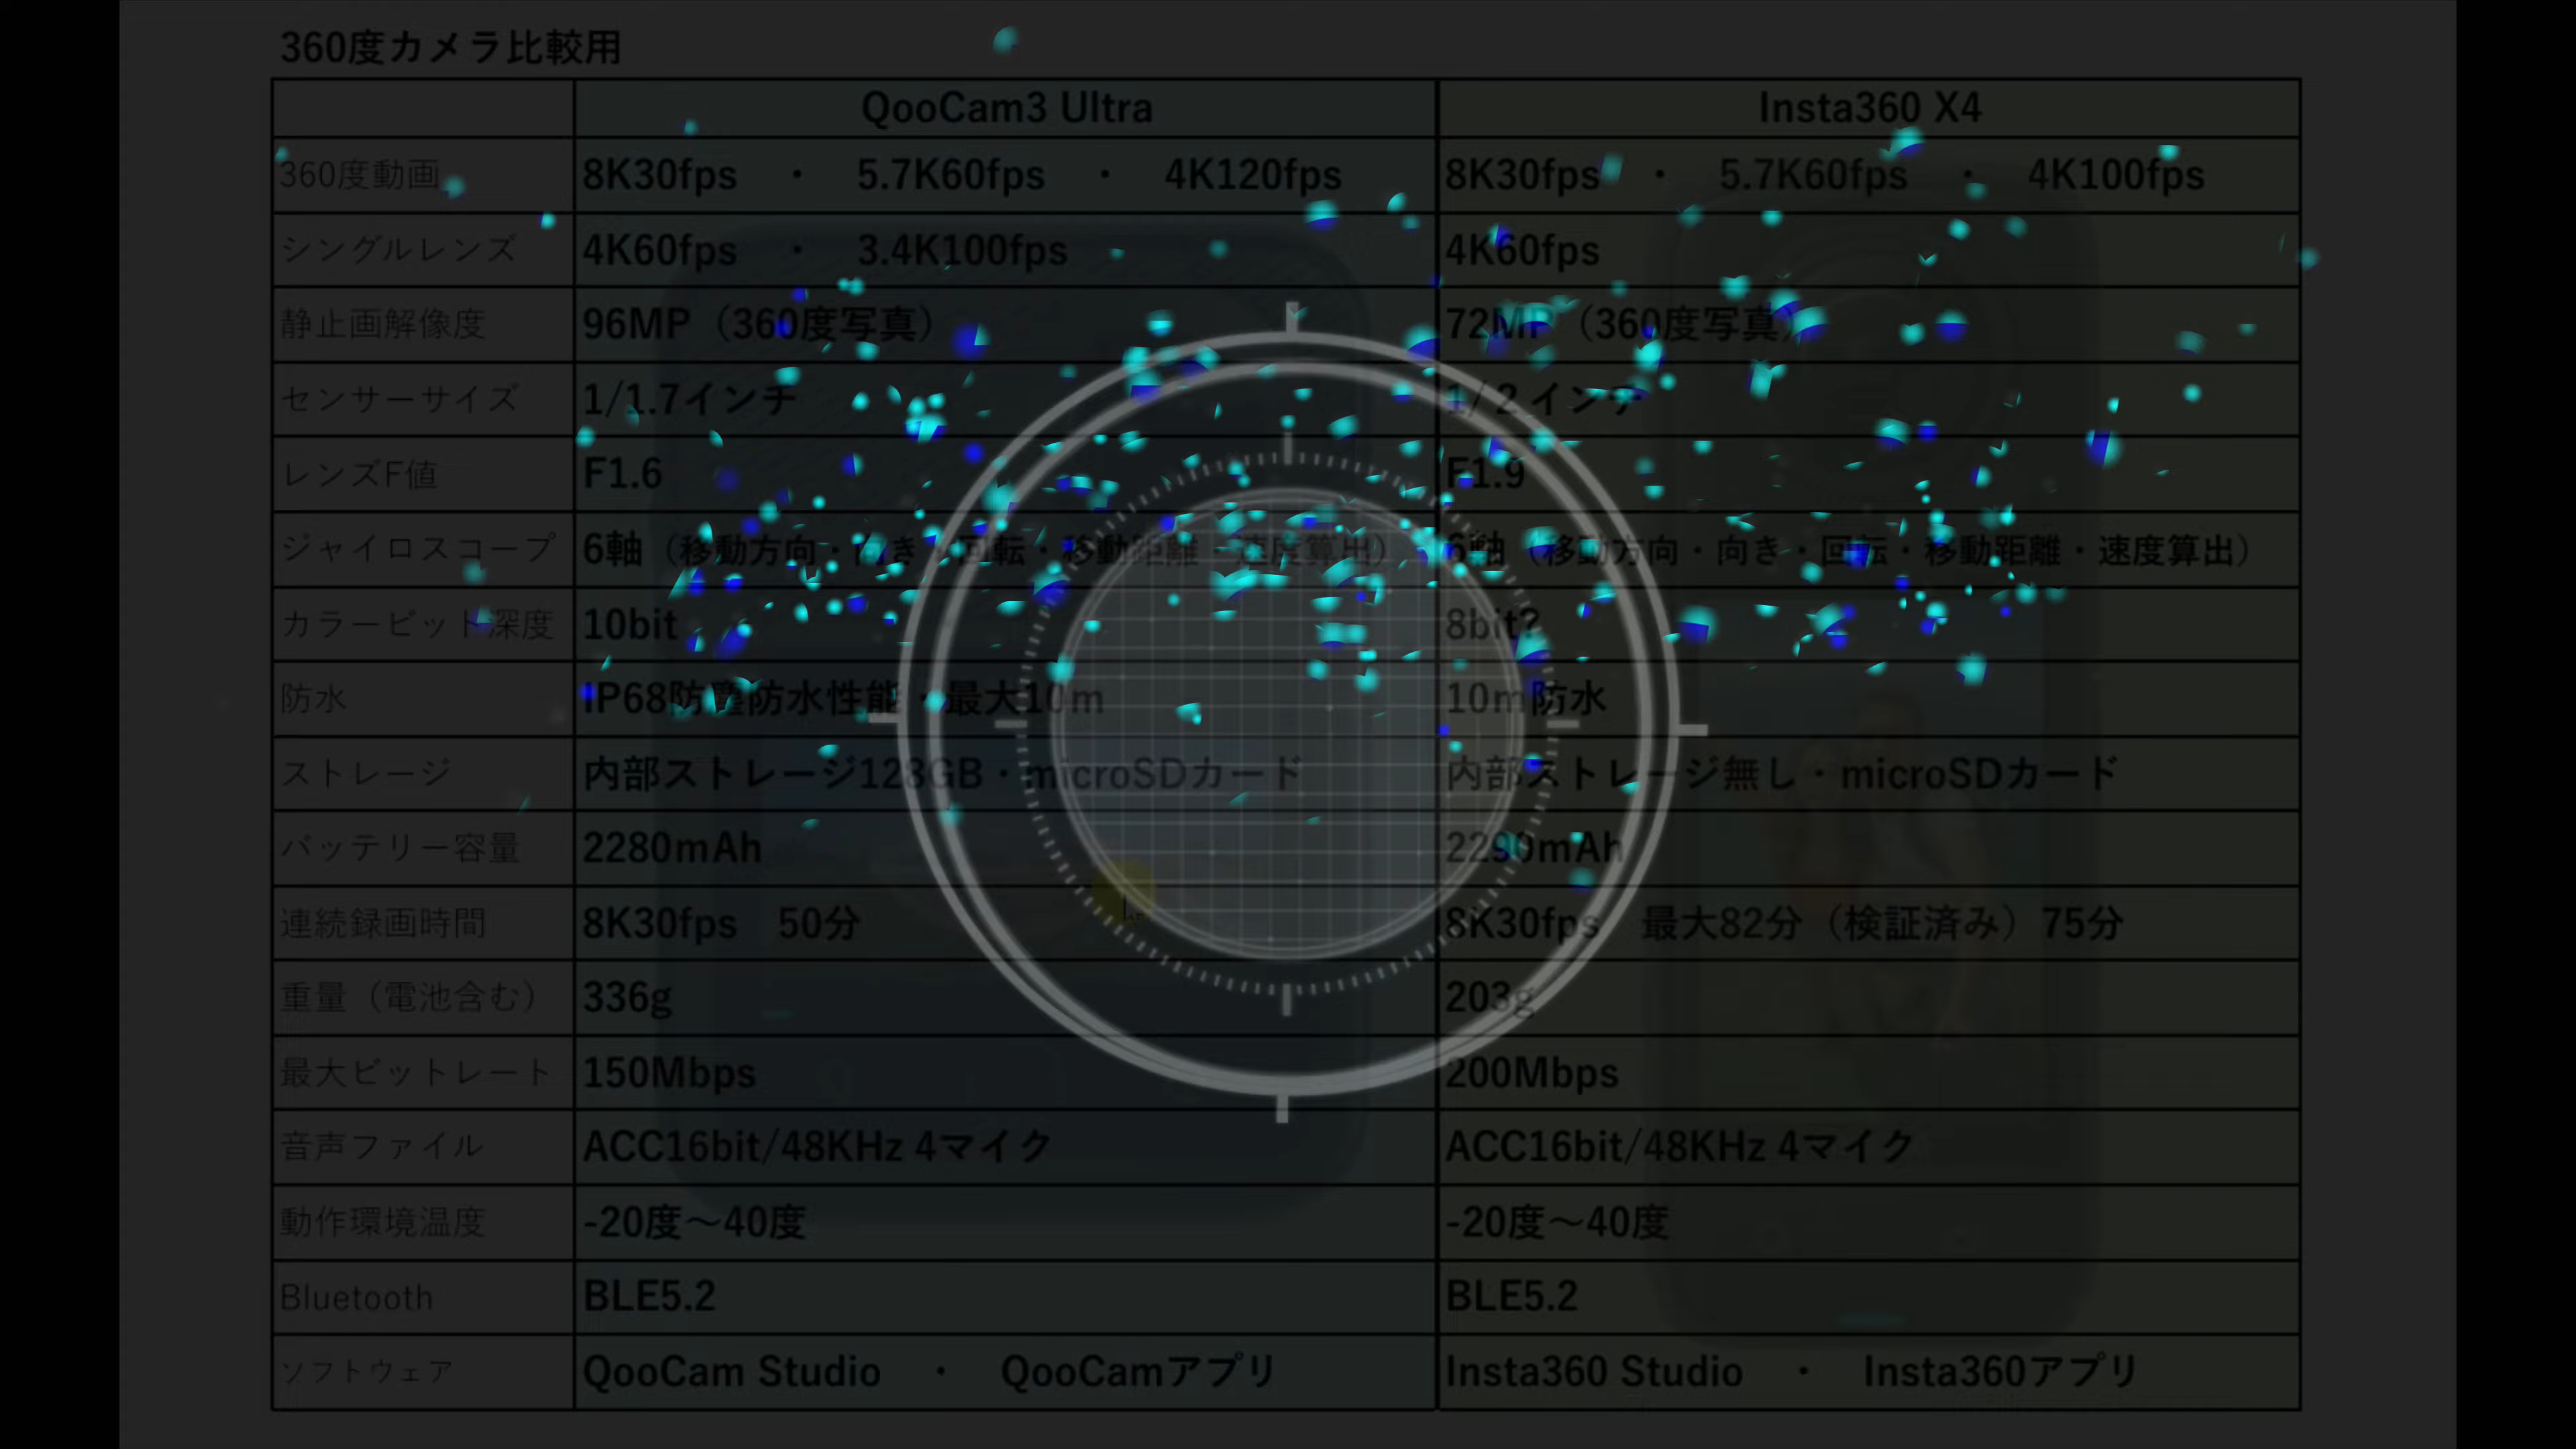 360度カメラ比較用
QooCam3 Ultra Insta360 X4
360度動画 8K30fps ・ 5.7K60fps ・ 4K120fps 8K30fps ・ 5.7K60fps ・ 4K100fps
シングルレンズ 4K60fps ・ 3.4K100fps 4K60fps
静止画解像度 96MP（360度写真） 72MP（360度写真）
センサーサイズ 1/1.7インチ 1/2インチ
レンズF値 F1.6 F1.9
ジャイロスコープ 6軸（移動方向・向き・回転・移動距離・速度算出） 6軸（移動方向・向き・回転・移動距離・速度算出）
カラービット深度 10bit 8bit?
防水 IP68防塵防水性能・最大10m 10m防水
ストレージ 内部ストレージ128GB・microSDカード 内部ストレージ無し・microSDカード
バッテリー容量 2280mAh 2290mAh
連続録画時間 8K30fps 50分 8K30fps 最大82分（検証済み）75分
重量（電池含む） 336g 203g
最大ビットレート 150Mbps 200Mbps
音声ファイル ACC16bit/48KHz 4マイク ACC16bit/48KHz 4マイク
動作環境温度 -20度～40度 -20度～40度
Bluetooth BLE5.2 BLE5.2
ソフトウェア QooCam Studio ・ QooCamアプリ Insta360 Studio ・ Insta360アプリ